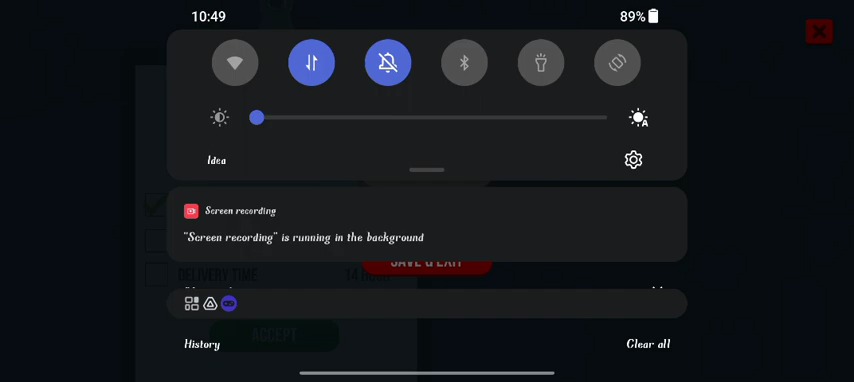 10:49
89%
A
Idea
Screen recording
"Screen recording" is running in the background
SAVE & EXIT
DELIVERY TIME
ACCEPT
History
Clear all